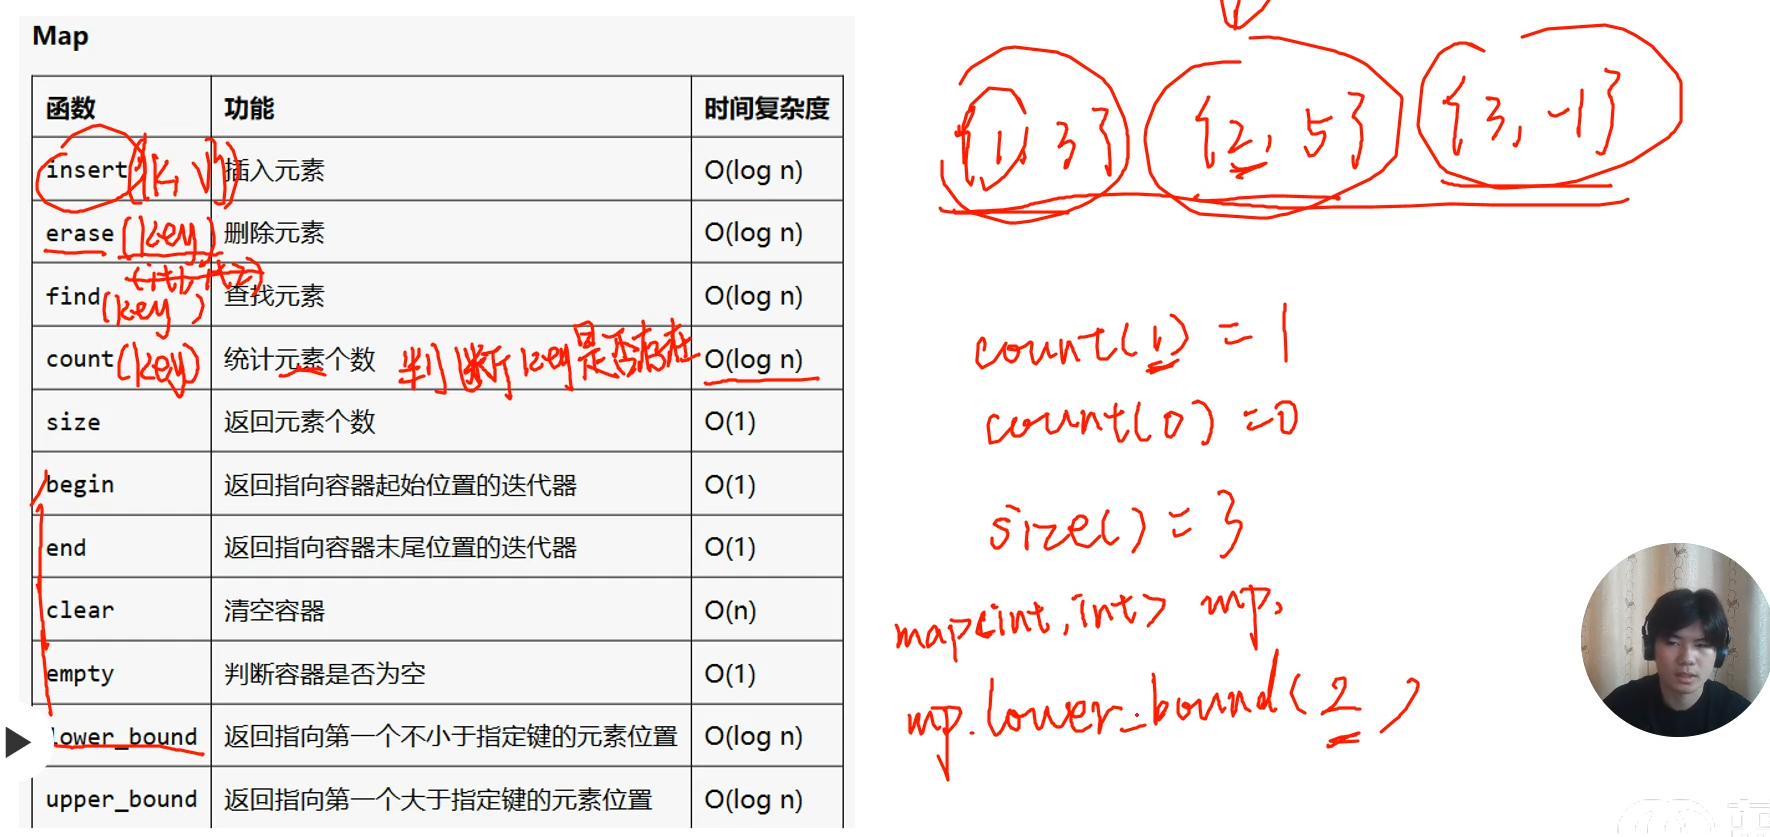 Map
函数 功能 时间复杂度
insert({k, v}) 插入元素 O(log n)
erase (key) 删除元素 O(log n)
(it1, it2)
find (key) 查找元素 O(log n)
count (key) 统计元素个数 判断key是否存在 O(log n)
size 返回元素个数 O(1)
begin 返回指向容器起始位置的迭代器 O(1)
end 返回指向容器末尾位置的迭代器 O(1)
clear 清空容器 O(n)
empty 判断容器是否为空 O(1)
lower_bound 返回指向第一个不小于指定键的元素位置 O(log n)
upper_bound 返回指向第一个大于指定键的元素位置 O(log n)
{1, 3} {2, 5} {3, -1}
count(1) = 1
count(0) = 0
size() = 3
map<int, int> mp;
mp.lower_bound(2)